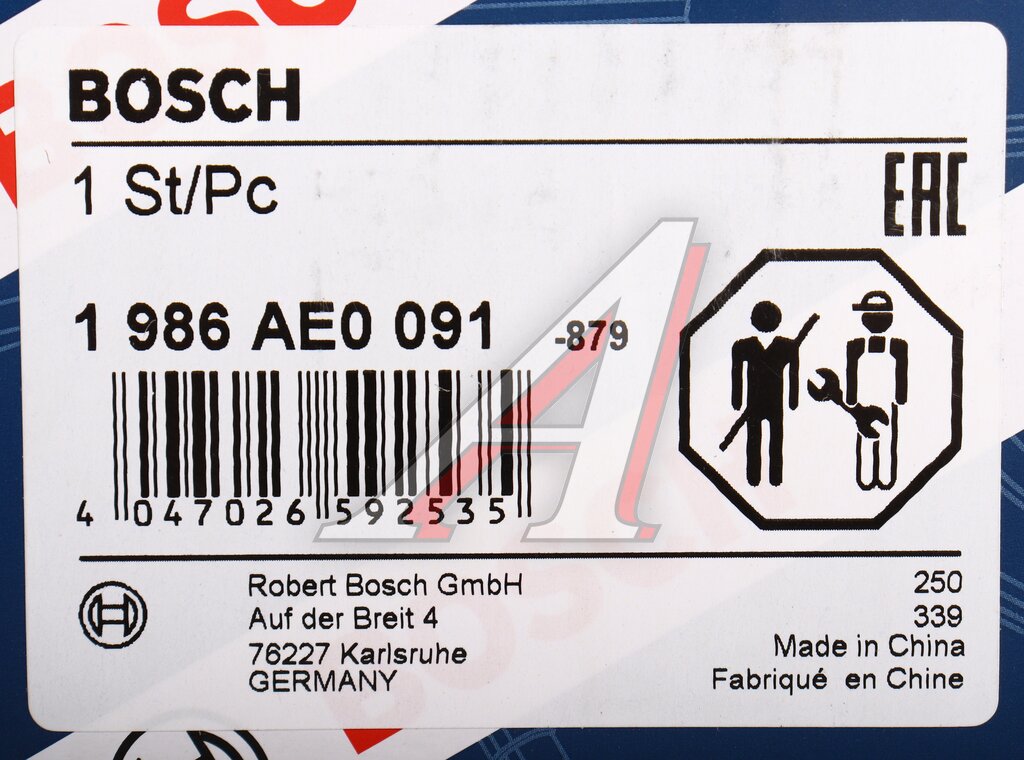 BOSCH
1 St/Pc
EAC
1 986 AE0 091 -879
4 047026 592535
Robert Bosch GmbH
Auf der Breit 4
76227 Karlsruhe
GERMANY
250
339
Made in China
Fabriqué en Chine